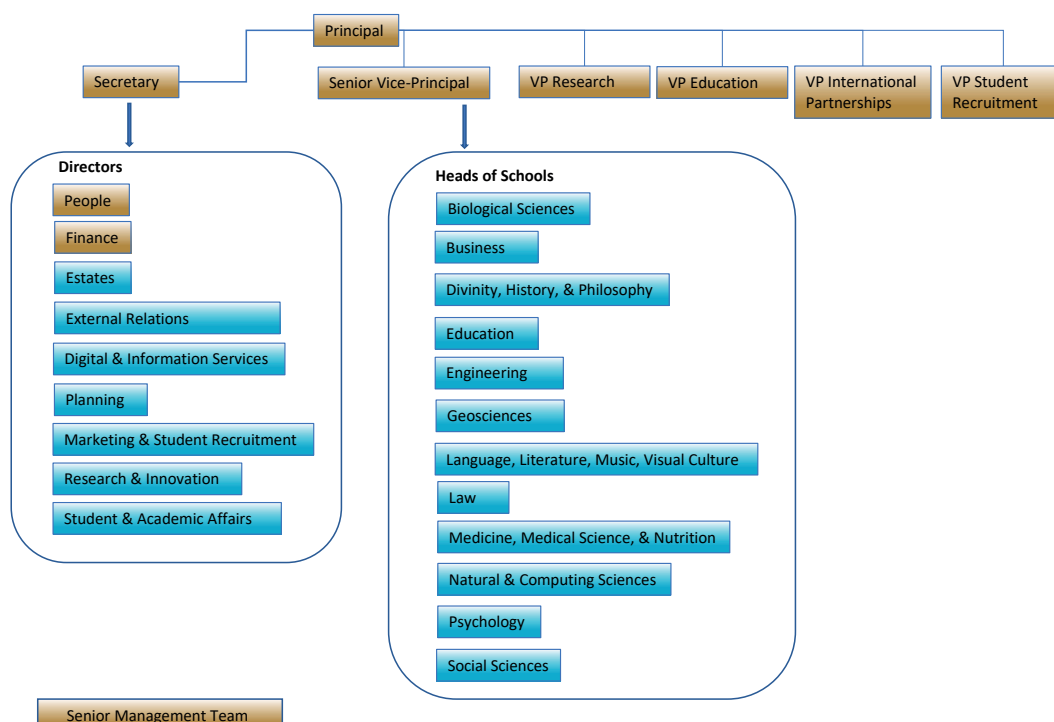 Principal
Secretary
Senior Vice-Principal
VP Research
VP Education
VP International
Partnerships
VP Student
Recruitment
Directors
People
Finance
Estates
External Relations
Digital & Information Services
Planning
Marketing & Student Recruitment
Research & Innovation
Student & Academic Affairs
Heads of Schools
Biological Sciences
Business
Divinity, History, & Philosophy
Education
Engineering
Geosciences
Language, Literature, Music, Visual Culture
Law
Medicine, Medical Science, & Nutrition
Natural & Computing Sciences
Psychology
Social Sciences
Senior Management Team